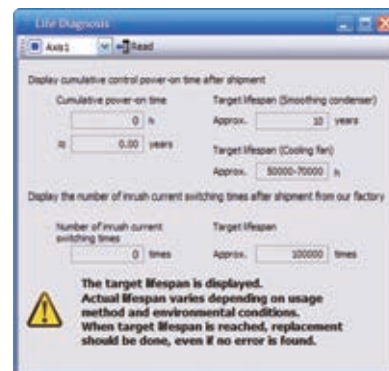 Life Diagnosis
Axis1 Read
Display cumulative control power-on time after shipment
Cumulative power-on time Target lifespan (Smoothing condenser)
0 h Approx. 10 years
≒ 0.00 years Target lifespan (Cooling fan)
Approx. 50000-70000 h
Display the number of inrush current switching times after shipment from our factory
Number of inrush current switching times Target lifespan
0 times Approx. 100000 times
The target lifespan is displayed.
Actual lifespan varies depending on usage
method and environmental conditions.
When target lifespan is reached, replacement
should be done, even if no error is found.